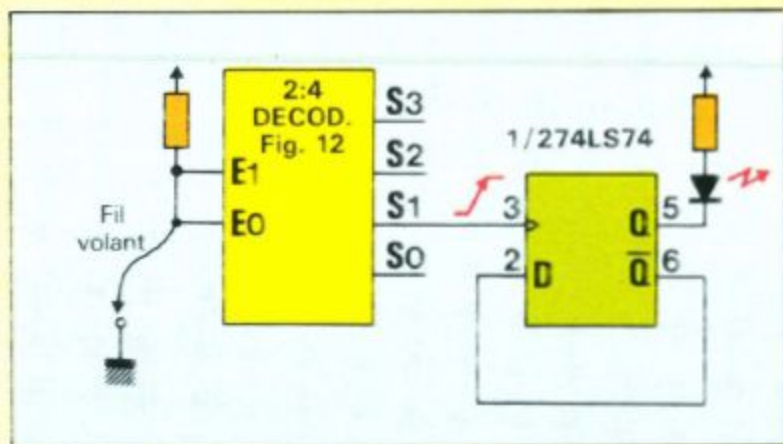 2:4
DECOD.
Fig. 12
S3
S2
S1
S0
E1
E0
Fil
volant
1/274LS74
3
2
D
Q
Q̅
5
6